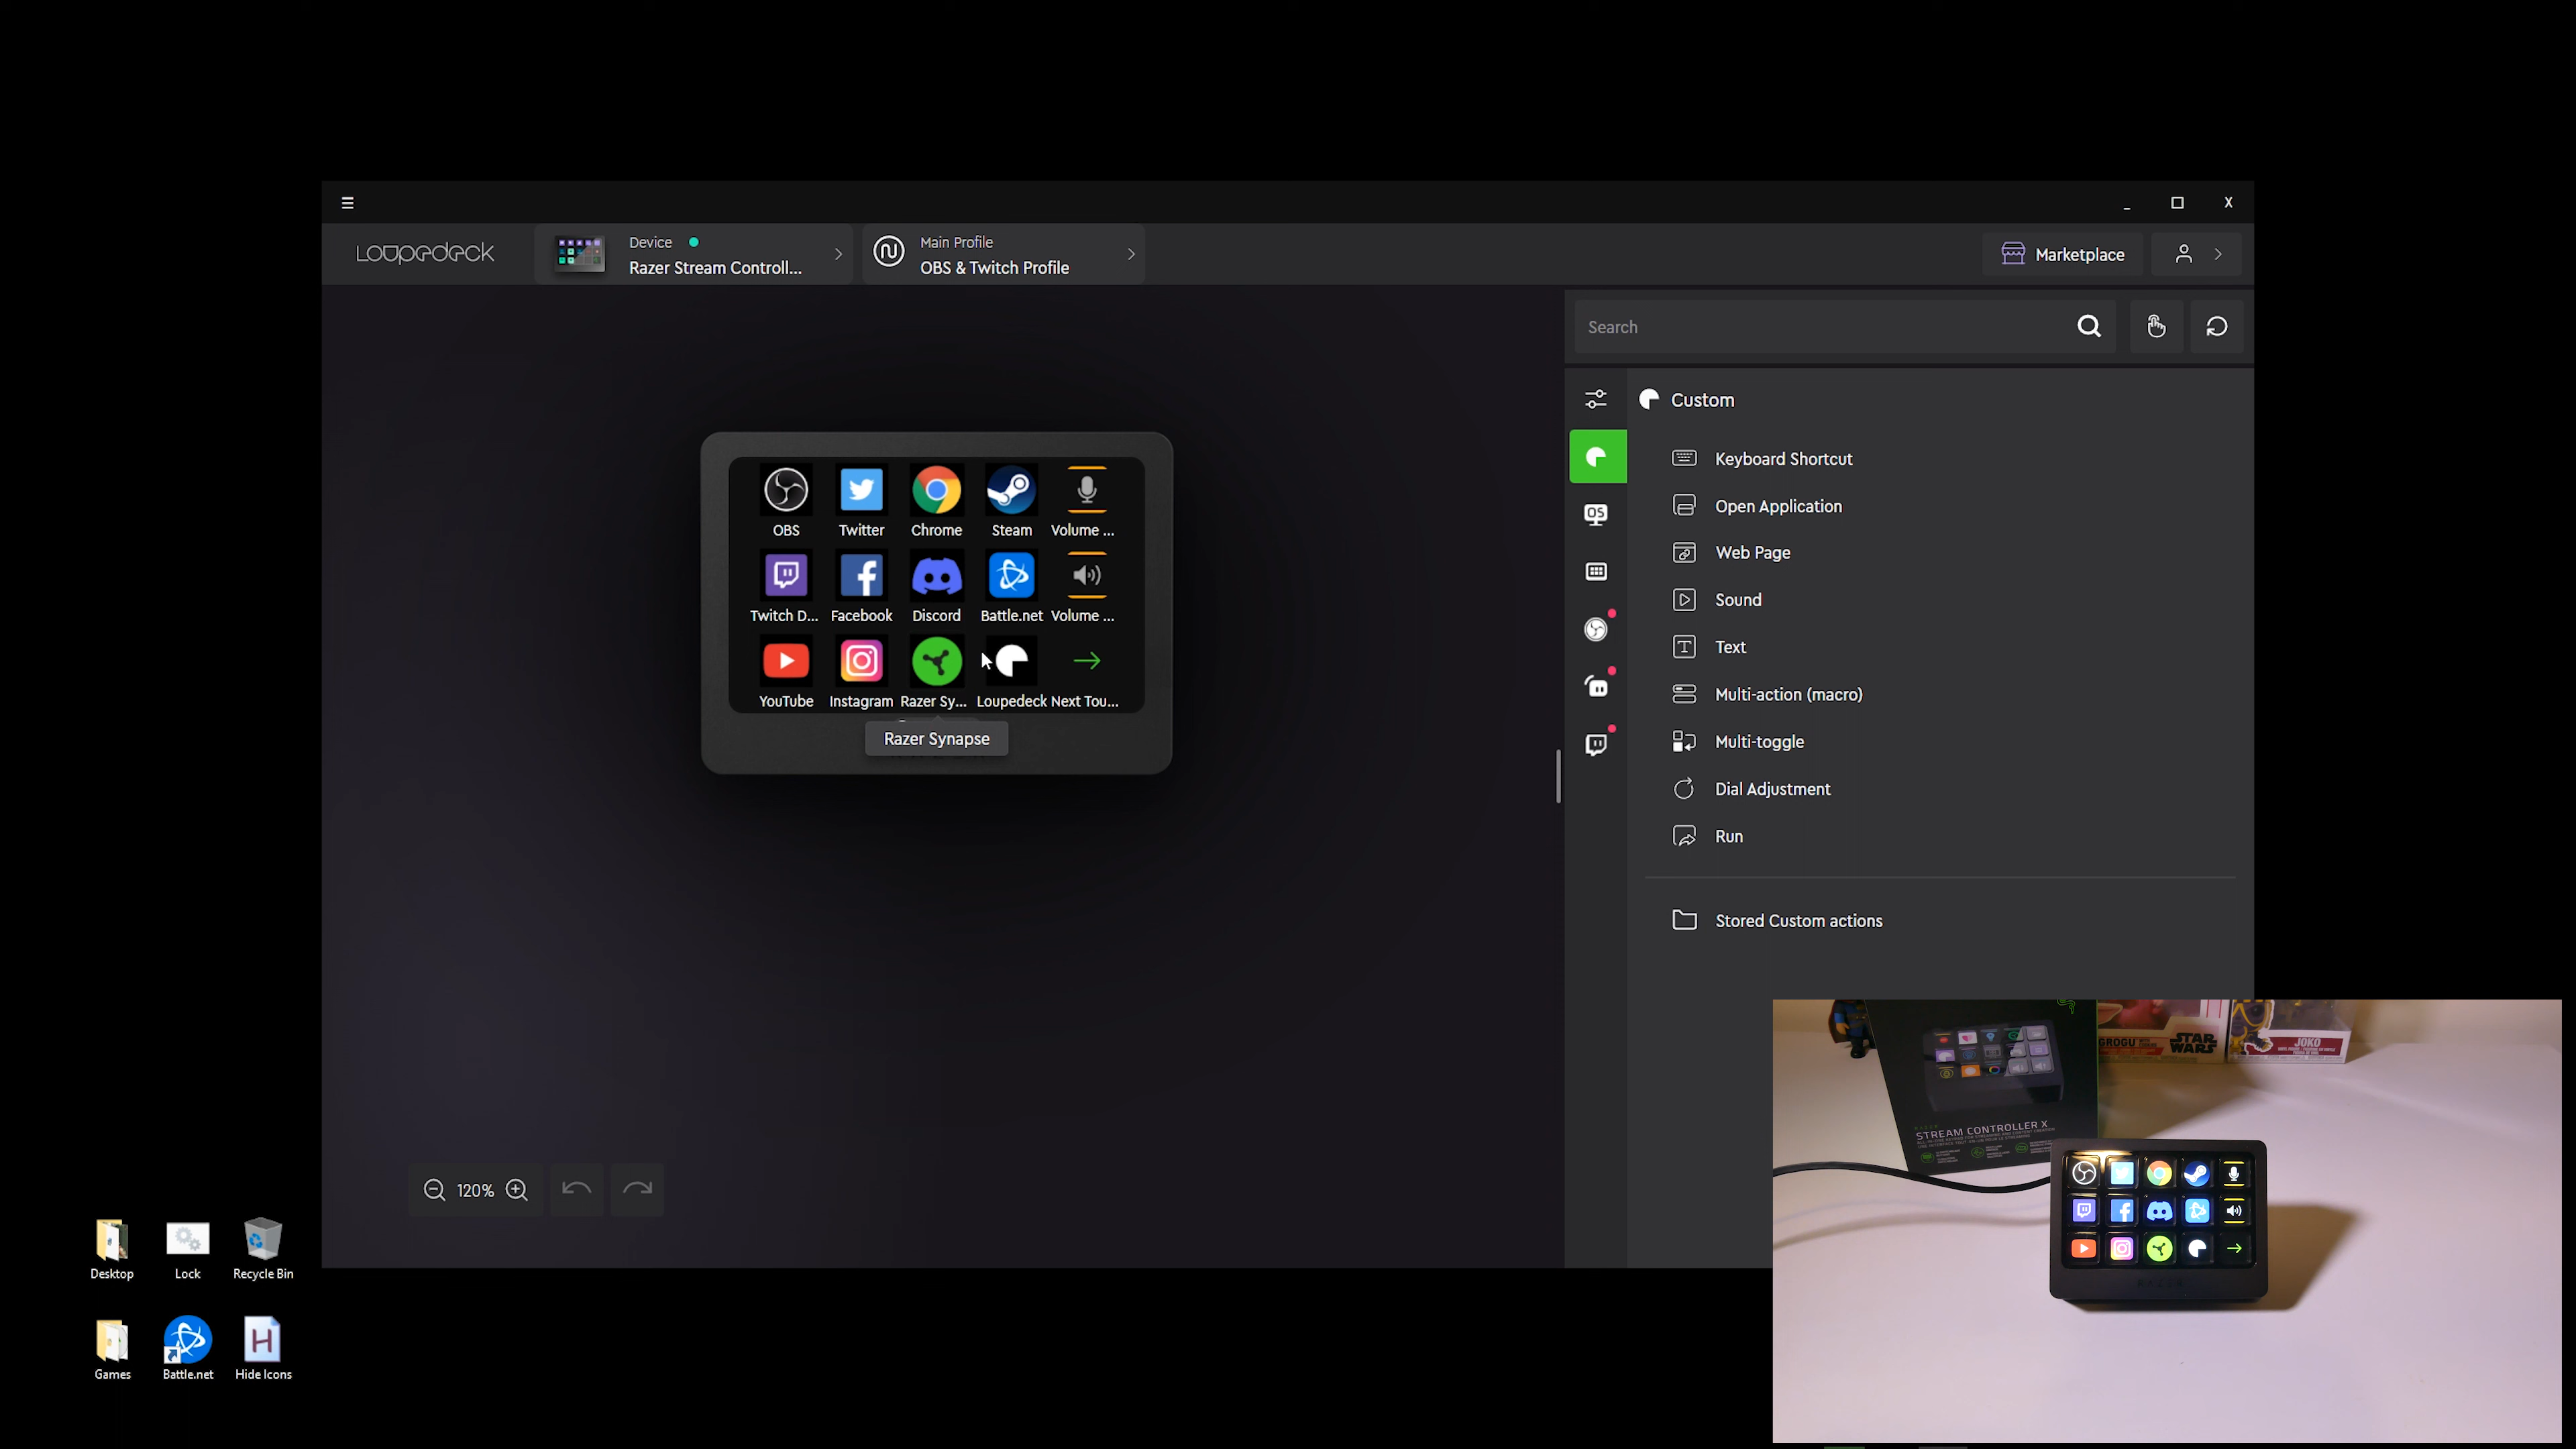 LOUPEDECK
Device
Razer Stream Controll...
Main Profile
OBS & Twitch Profile
Marketplace
Search
Custom
Keyboard Shortcut
Open Application
Web Page
Sound
Text
Multi-action (macro)
Multi-toggle
Dial Adjustment
Run
Stored Custom actions
OS
OBS
Twitter
Chrome
Steam
Volume ...
Twitch D...
Facebook
Discord
Battle.net
Volume ...
YouTube
Instagram
Razer Sy...
Loupedeck
Next Tou...
Razer Synapse
120%
Desktop
Lock
Recycle Bin
Games
Battle.net
H
Hide Icons
GROGU
STAR
WARS
JOKO
STREAM CONTROLLER X